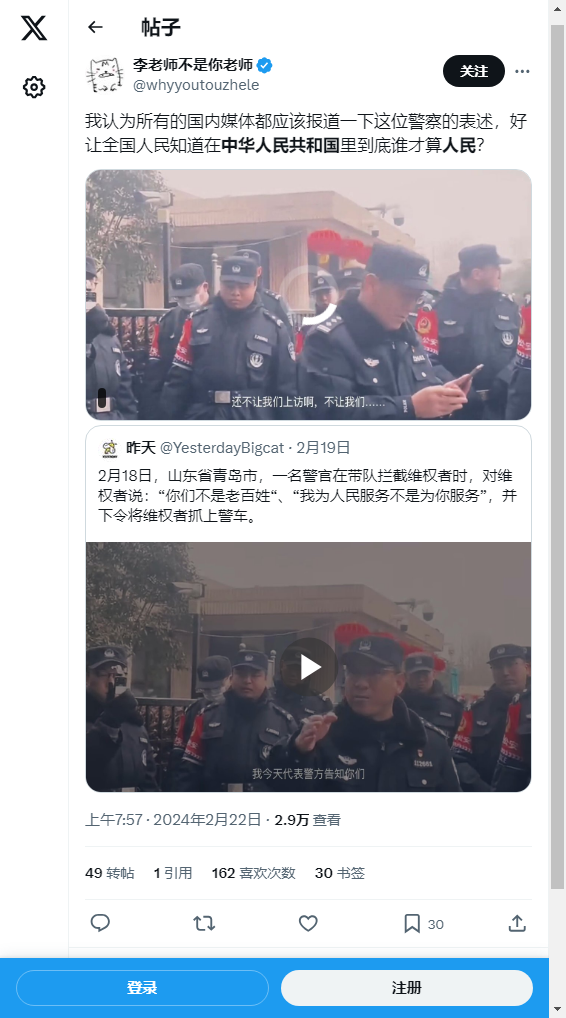 帖子
李老师不是你老师
@whyyoutouzhele
关注
我认为所有的国内媒体都应该报道一下这位警察的表述，好
让全国人民知道在中华人民共和国里到底谁才算人民？
还不让我们上访啊，不让我们……
昨天 @YesterdayBigcat · 2月19日
2月18日，山东省青岛市，一名警官在带队拦截维权者时，对维
权者说：“你们不是老百姓“、“我为人民服务不是为你服务”，并
下令将维权者抓上警车。
我今天代表警方告知你们
上午7:57 · 2024年2月22日 · 2.9万 查看
49 转帖 1 引用 162 喜欢次数 30 书签
30
登录
注册